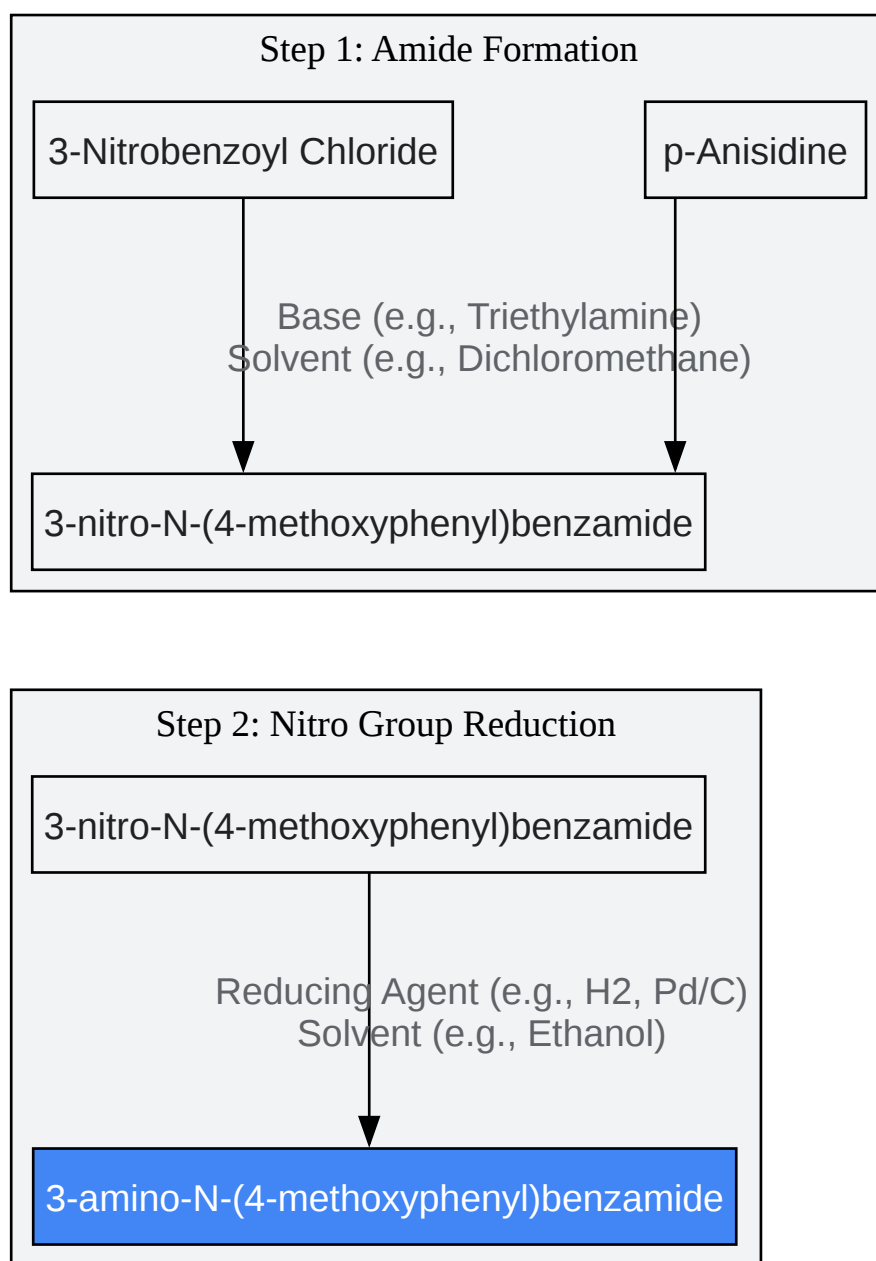 Step 1: Amide Formation
3-Nitrobenzoyl Chloride
p-Anisidine
Base (e.g., Triethylamine)
Solvent (e.g., Dichloromethane)
3-nitro-N-(4-methoxyphenyl)benzamide
Step 2: Nitro Group Reduction
3-nitro-N-(4-methoxyphenyl)benzamide
Reducing Agent (e.g., H2, Pd/C)
Solvent (e.g., Ethanol)
3-amino-N-(4-methoxyphenyl)benzamide